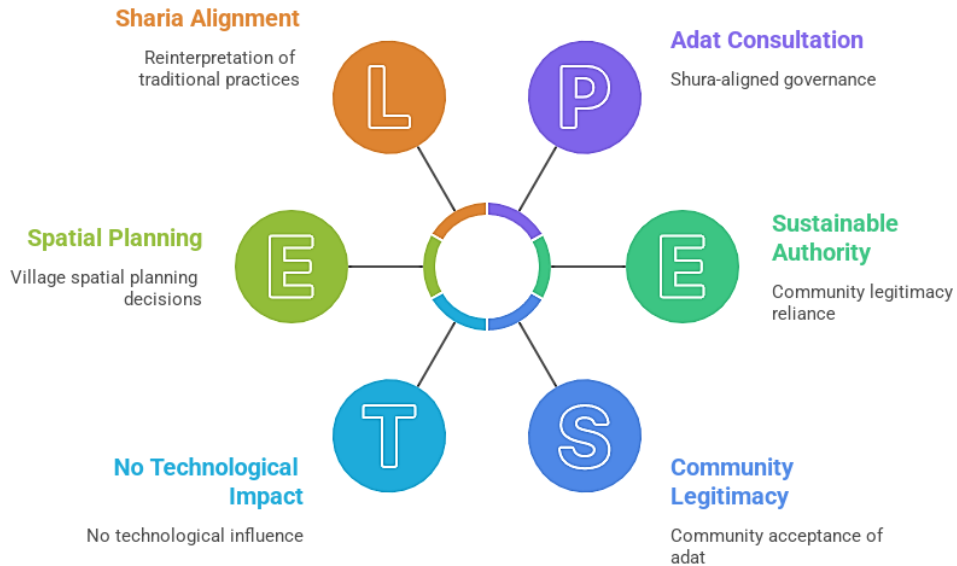 Sharia Alignment
Reinterpretation of
traditional practices
L
P
Adat Consultation
Shura-aligned governance
Spatial Planning
Village spatial planning
decisions
E
E
Sustainable
Authority
Community legitimacy
reliance
No Technological
Impact
No technological influence
T
S
Community
Legitimacy
Community acceptance of
adat